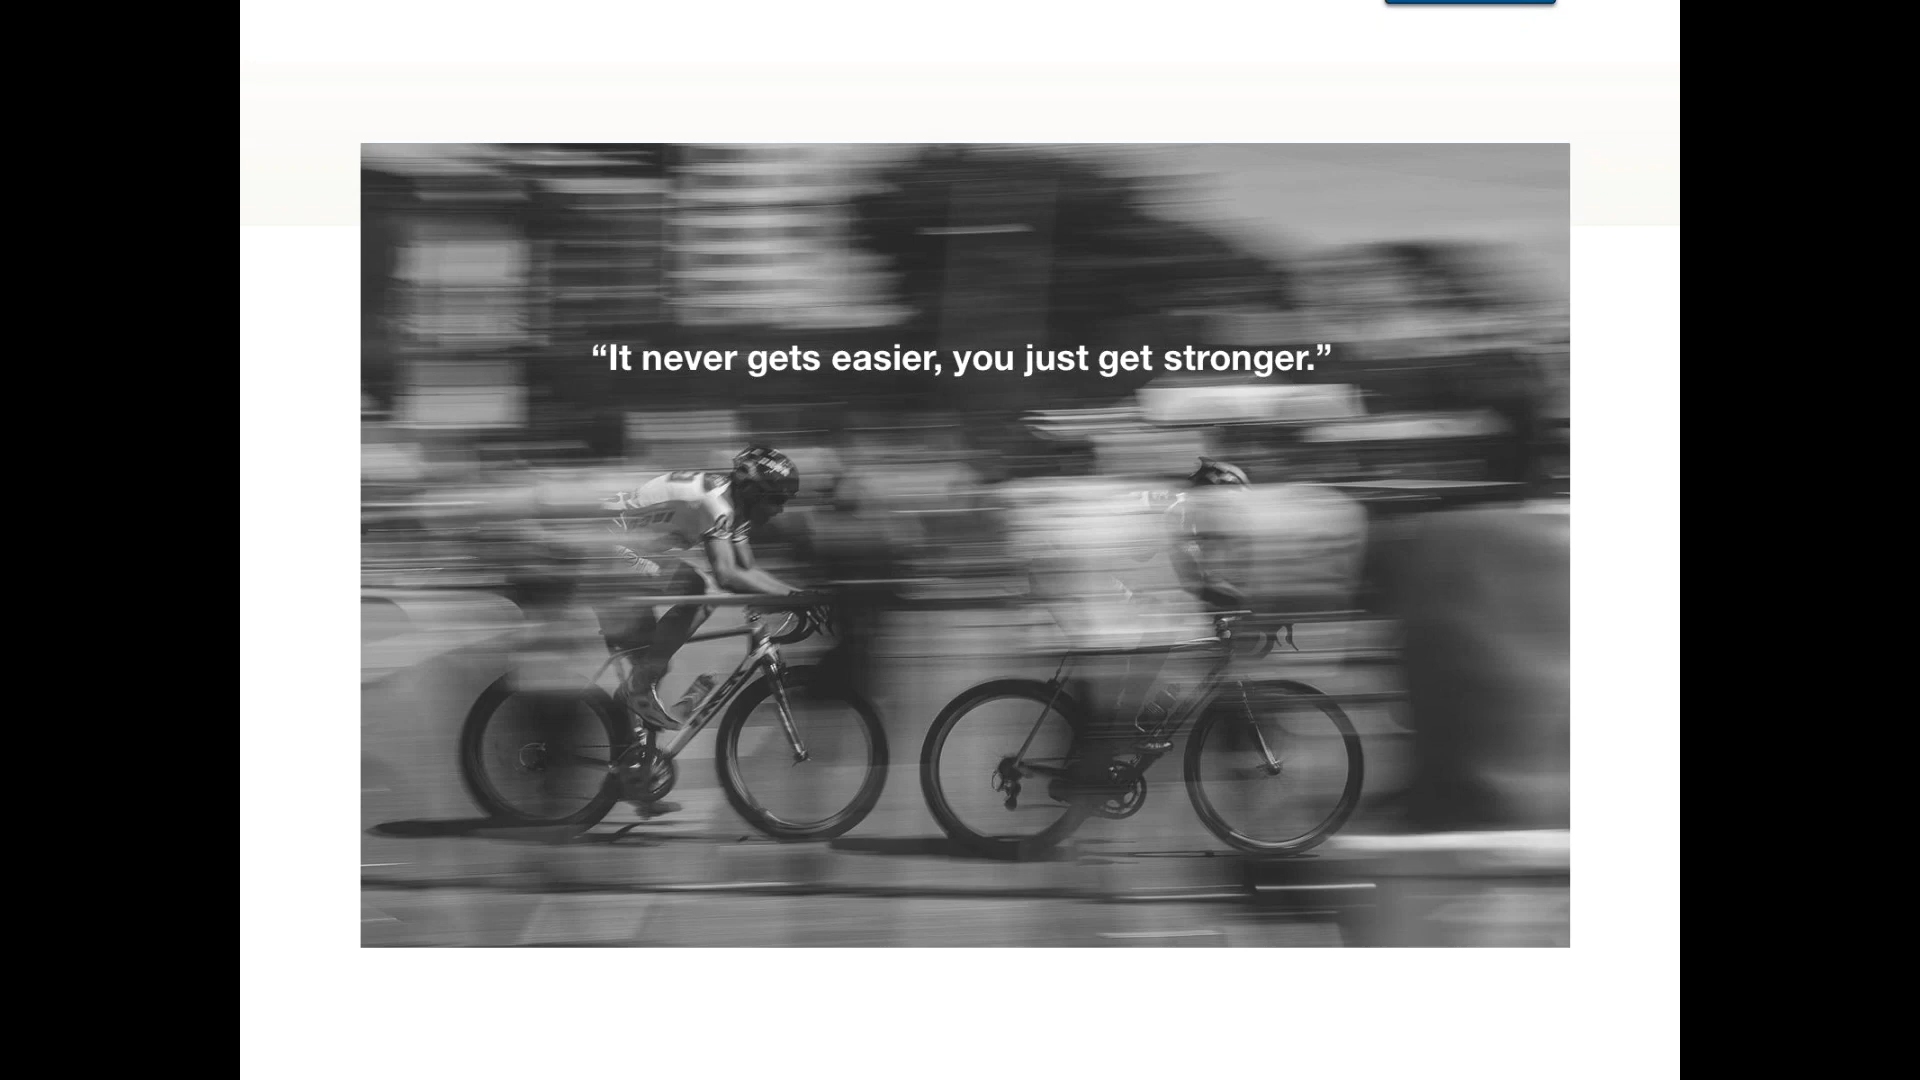 “It never gets easier, you just get stronger.”